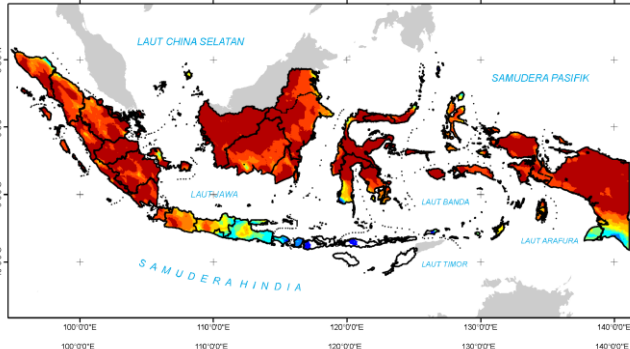 LAUT CHINA SELATAN
SAMUDERA PASIFIK
LAUT JAWA
LAUT BANDA
LAUT ARAFURA
LAUT TIMOR
SAMUDERA HINDIA
100°0'0"E 110°0'0"E 120°0'0"E 130°0'0"E 140°0'0"E
100°0'0"E 110°0'0"E 120°0'0"E 130°0'0"E 140°0'0"E